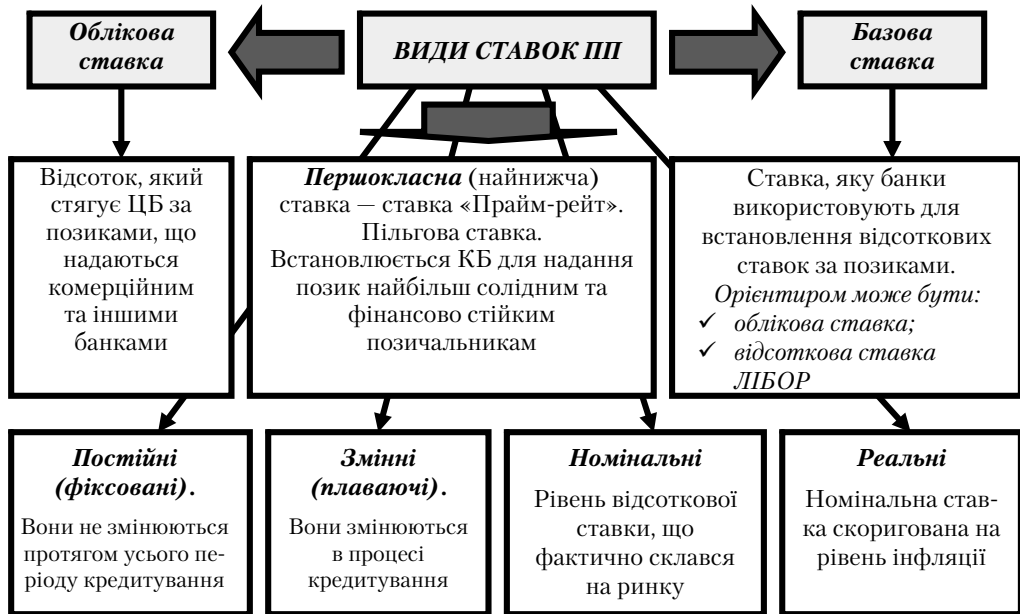 Облікова
ставка
ВИДИ СТАВОК ПП
Базова
ставка
Відсоток, який
стягує ЦБ за
позиками, що
надаються
комерційним
та іншими
банками
Першокласна (найнижча)
ставка — ставка «Прайм-рейт».
Пільгова ставка.
Встановлюється КБ для надання
позик найбільш солідним та
фінансово стійким
позичальникам
Ставка, яку банки
використовують для
встановлення відсоткових
ставок за позиками.
Орієнтиром може бути:
✓ облікова ставка;
✓ відсоткова ставка
ЛІБОР
Постійні
(фіксовані).
Вони не змінюються
протягом усього пе-
ріоду кредитування
Змінні
(плаваючі).
Вони змінюються
в процесі
кредитування
Номінальні
Рівень відсоткової
ставки, що
фактично склався
на ринку
Реальні
Номінальна став-
ка скоригована на
рівень інфляції